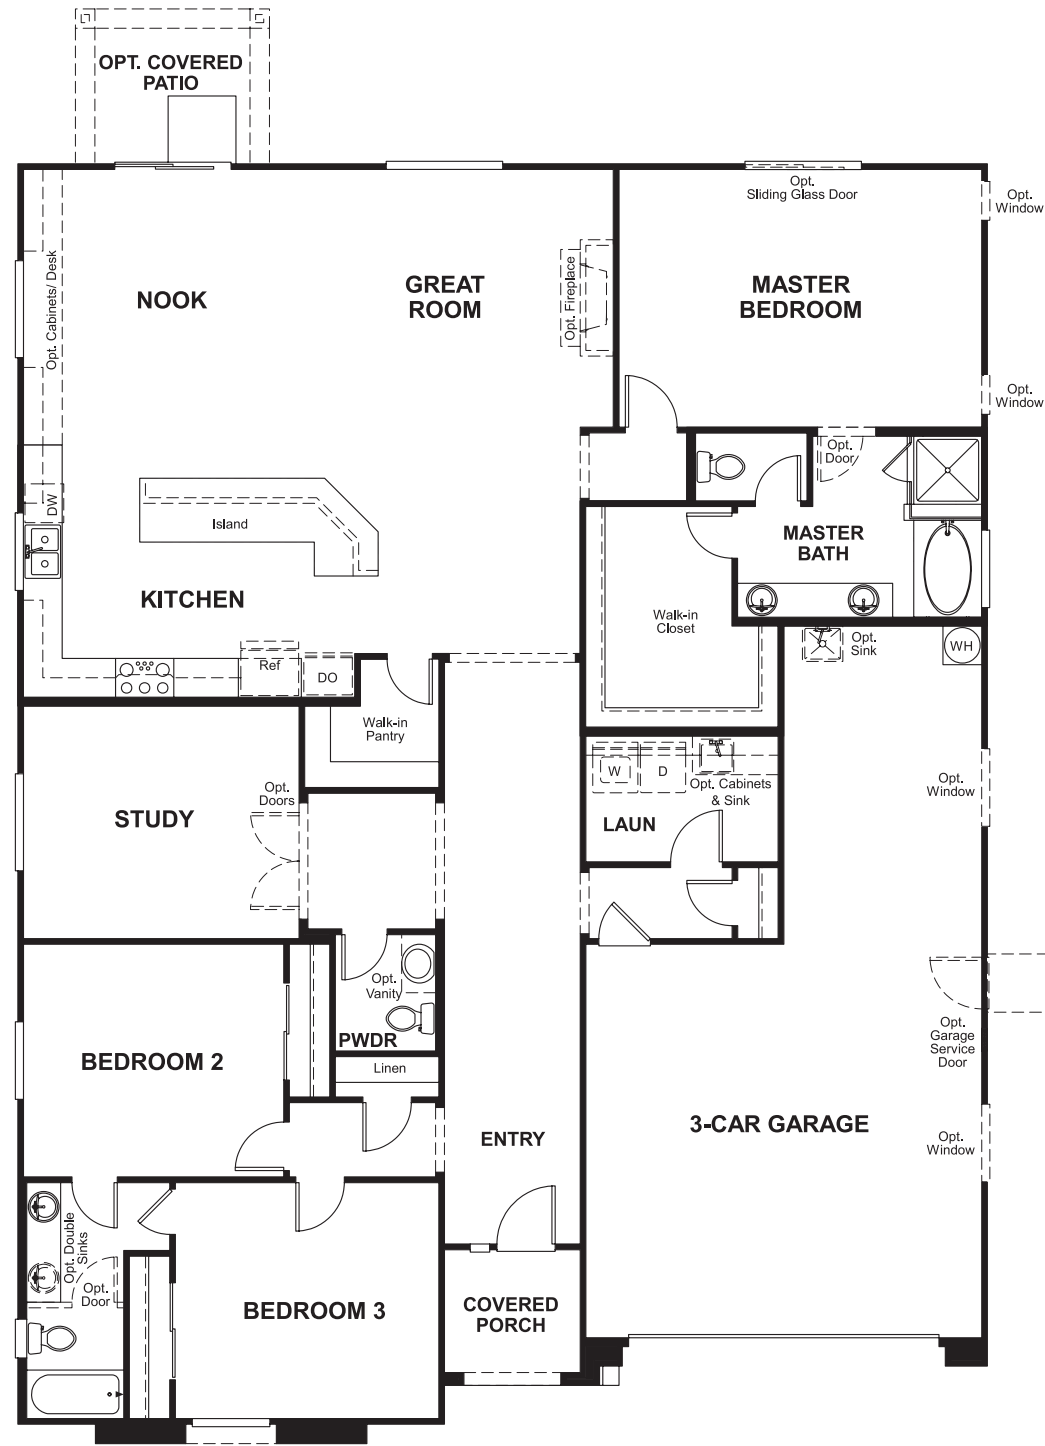 OPT. COVERED
PATIO
Opt.
Sliding Glass Door
Opt.
Window
Opt. Cabinets/ Desk
NOOK
GREAT
ROOM
Opt. Fireplace
MASTER
BEDROOM
Opt.
Window
Opt.
Door
DW
Island
MASTER
BATH
KITCHEN
Walk-in
Closet
Opt.
Sink
WH
Ref
DO
Walk-in
Pantry
W
D
Opt. Cabinets
& Sink
LAUN
Opt.
Window
Opt.
Doors
STUDY
Opt.
Vanity
PWDR
Linen
Opt.
Garage
Service
Door
BEDROOM 2
3-CAR GARAGE
ENTRY
Opt.
Window
Opt. Double
Sinks
Opt.
Door
BEDROOM 3
COVERED
PORCH